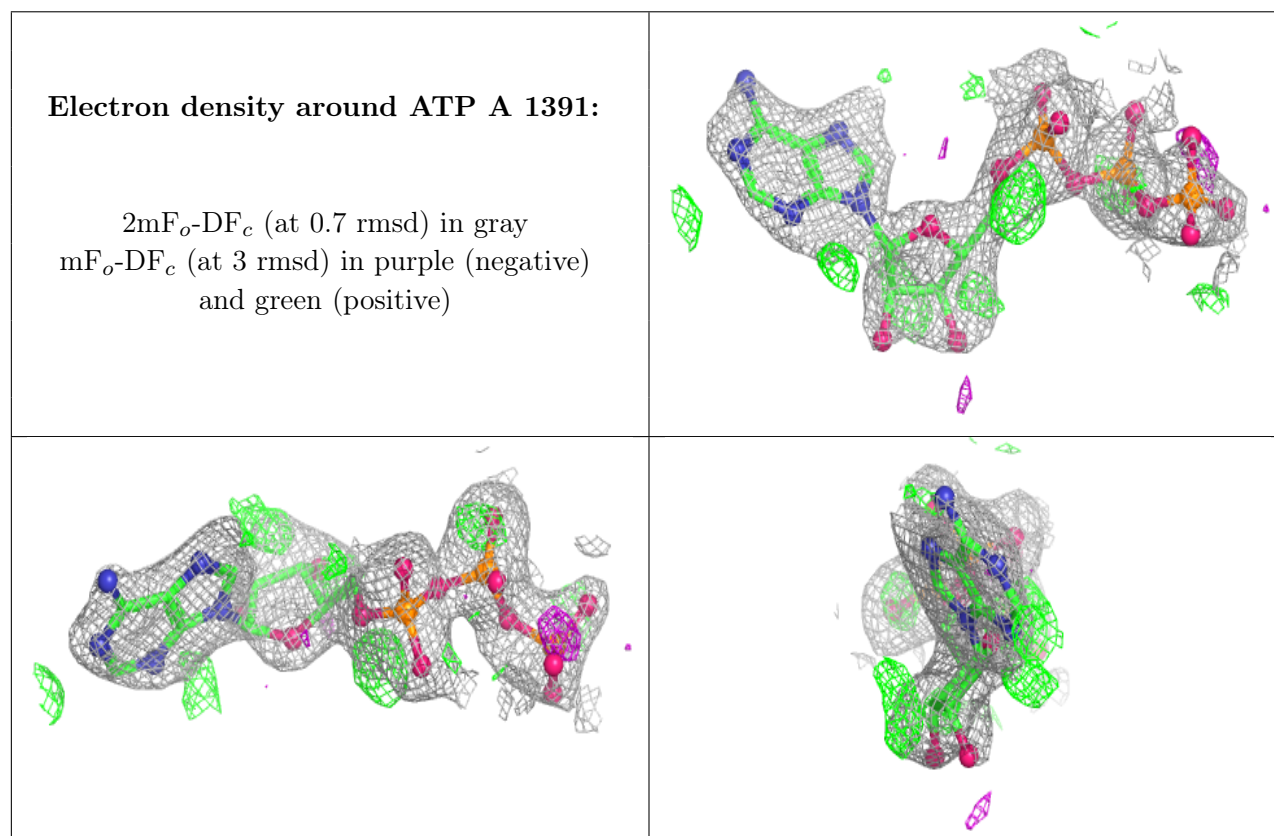 Electron density around ATP A 1391:
2mFo-DFc (at 0.7 rmsd) in gray
mFo-DFc (at 3 rmsd) in purple (negative)
and green (positive)